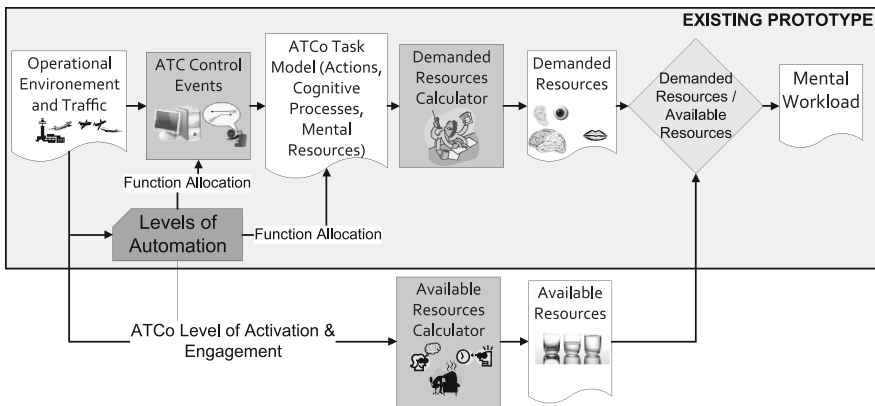 EXISTING PROTOTYPE
Operational
Environement
and Traffic
ATC Control
Events
ATCo Task
Model (Actions,
Cognitive
Processes,
Mental
Resources)
Demanded
Resources
Calculator
Demanded
Resources
Demanded
Resources /
Available
Resources
Mental
Workload
Function Allocation
Levels of
Automation
Function Allocation
ATCo Level of Activation &
Engagement
Available
Resources
Calculator
Available
Resources